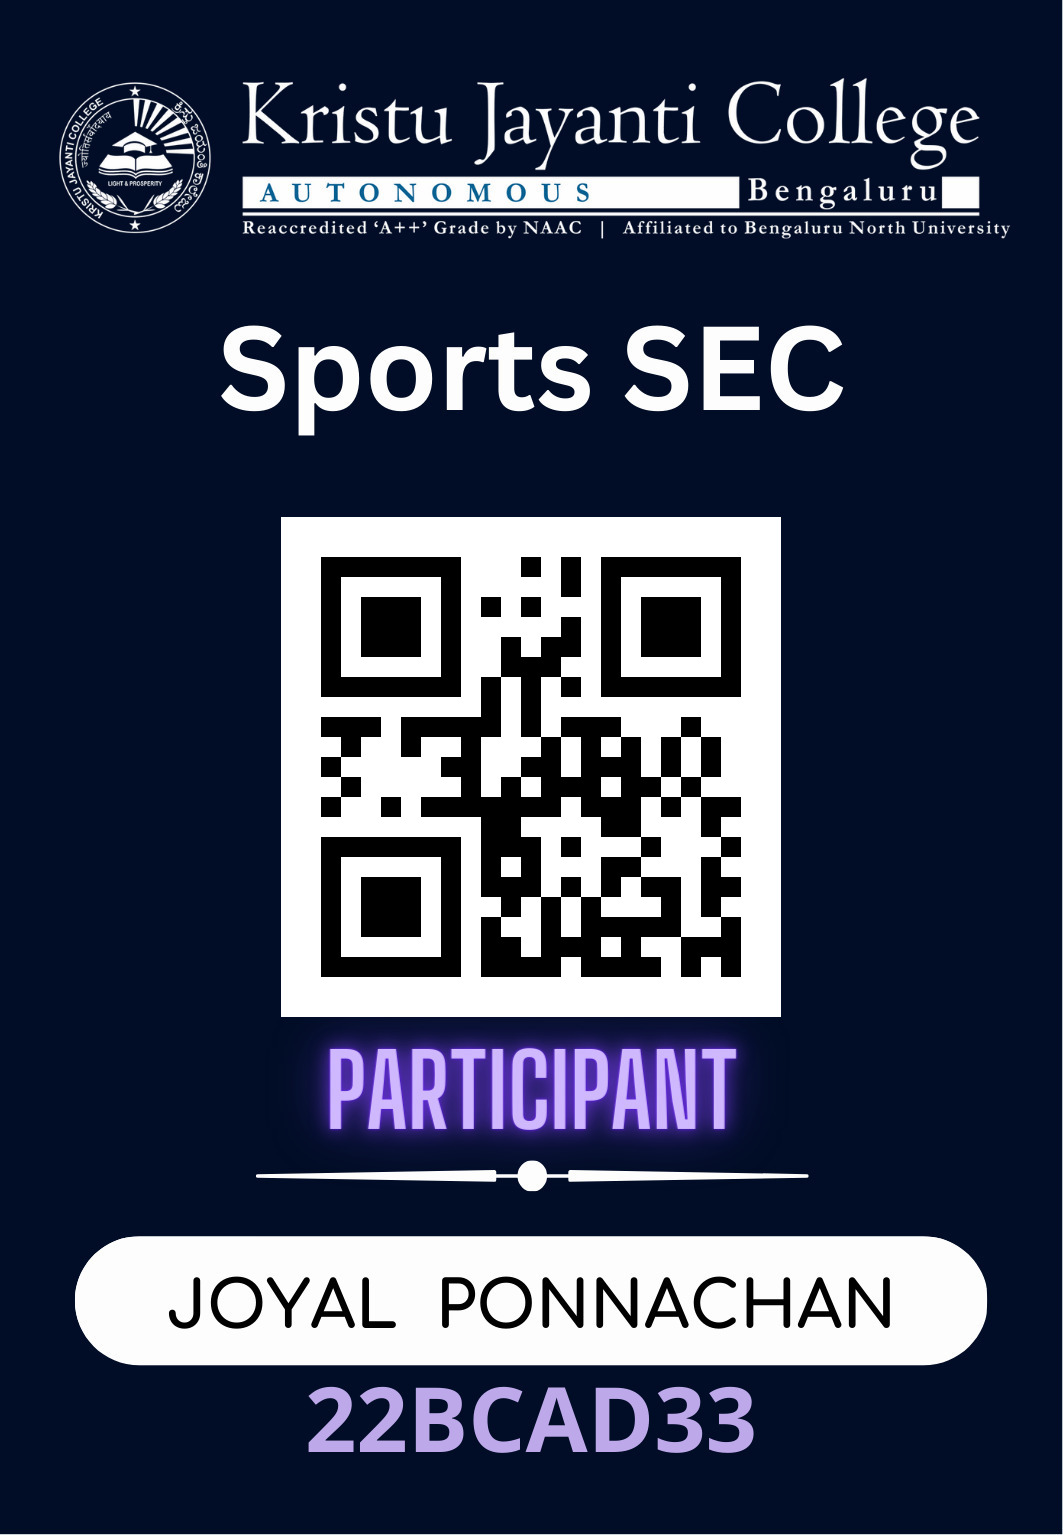 Kristu Jayanti College
AUTONOMOUS Bengaluru
Reaccredited ‘A++’ Grade by NAAC | Affiliated to Bengaluru North University
KRISTU JAYANTI COLLEGE
LIGHT & PROSPERITY
Sports SEC
PARTICIPANT
JOYAL PONNACHAN
22BCAD33